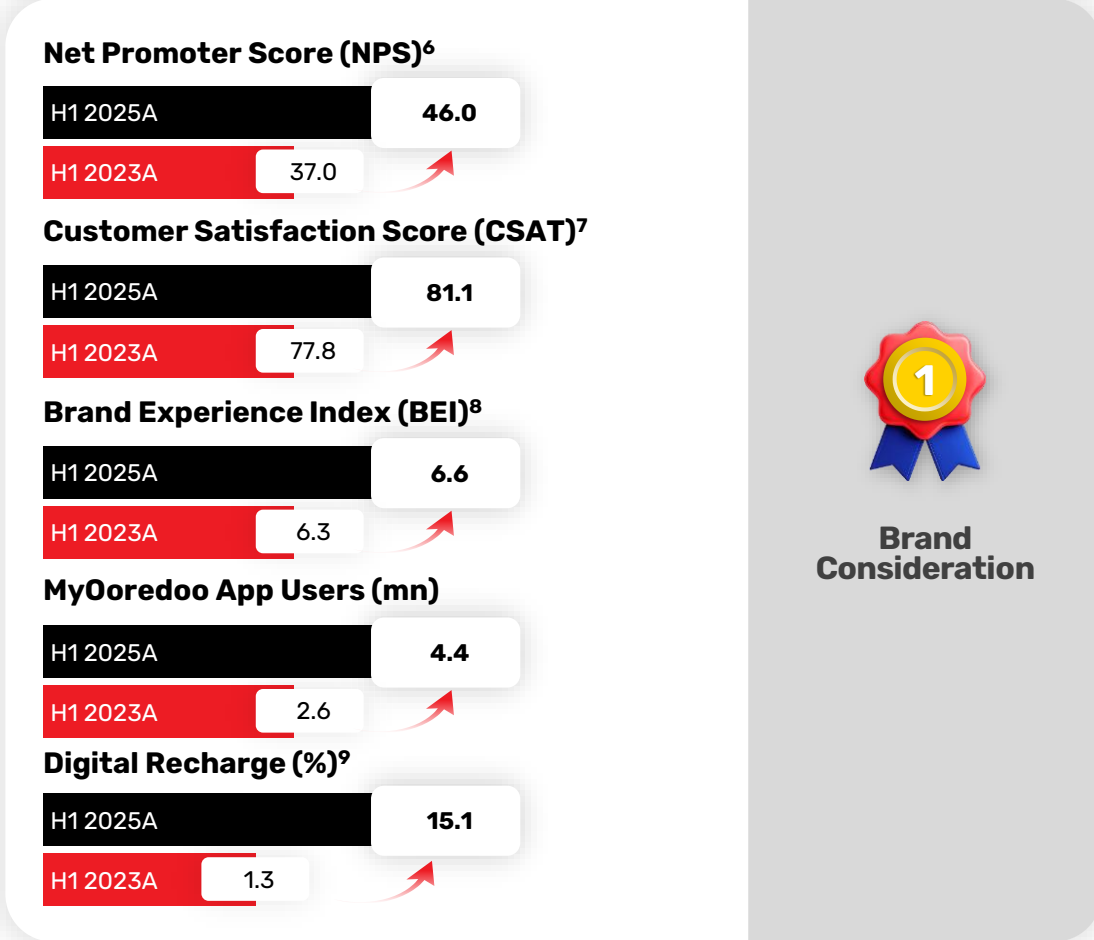 Net Promoter Score (NPS)⁶
H1 2025A
46.0
H1 2023A
37.0
Customer Satisfaction Score (CSAT)⁷
H1 2025A
81.1
H1 2023A
77.8
Brand Experience Index (BEI)⁸
H1 2025A
6.6
H1 2023A
6.3
MyOoredoo App Users (mn)
H1 2025A
4.4
H1 2023A
2.6
Digital Recharge (%)⁹
H1 2025A
15.1
H1 2023A
1.3
1
Brand
Consideration